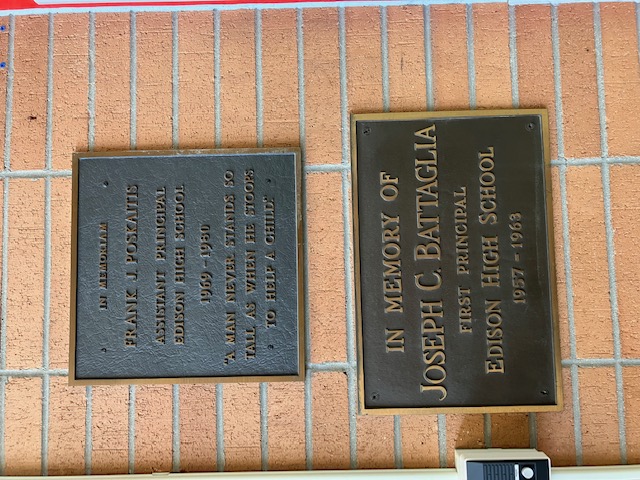 IN MEMORIAM
FRANK J. POSKAITIS
ASSISTANT PRINCIPAL
EDISON HIGH SCHOOL
1969 - 1980
"A MAN NEVER STANDS SO
TALL AS WHEN HE STOOPS
TO HELP A CHILD."
IN MEMORY OF
JOSEPH C. BATTAGLIA
FIRST PRINCIPAL
EDISON HIGH SCHOOL
1957 - 1963